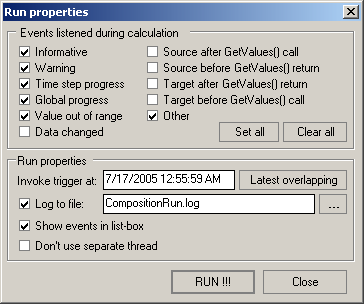 Run properties
Events listened during calculation
Informative
Source after GetValues() call
Warning
Source before GetValues() return
Time step progress
Target after GetValues() return
Global progress
Target before GetValues() call
Value out of range
Other
Data changed
Set all
Clear all
Run properties
Invoke trigger at:
7/17/2005 12:55:59 AM
Latest overlapping
Log to file:
CompositionRun.log
...
Show events in list-box
Don't use separate thread
RUN !!!
Close